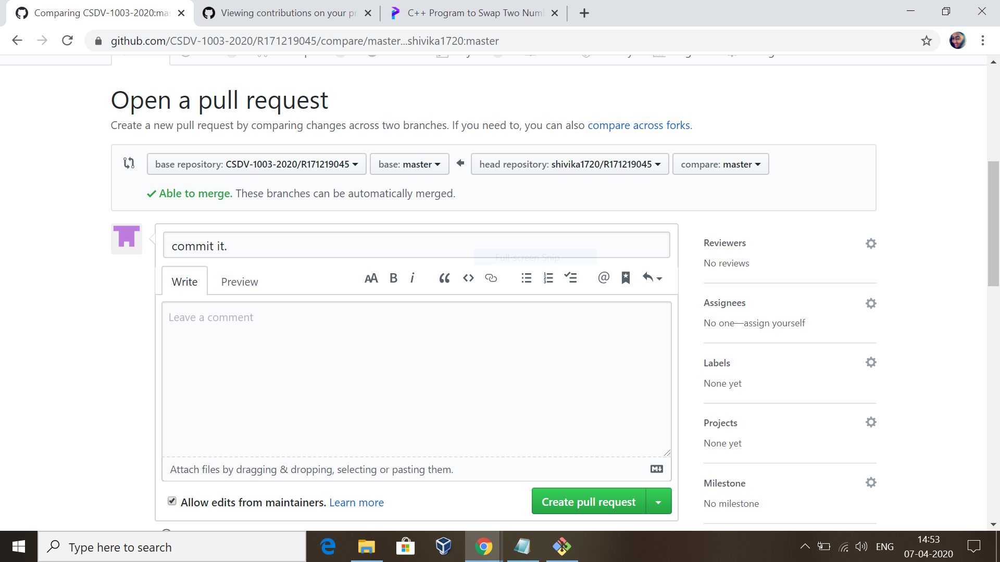 Comparing CSDV-1003-2020:mas
Viewing contributions on your pr
C++ Program to Swap Two Num
github.com/CSDV-1003-2020/R171219045/compare/master...shivika1720:master
Open a pull request
Create a new pull request by comparing changes across two branches. If you need to, you can also compare across forks.
base repository: CSDV-1003-2020/R171219045
base: master
head repository: shivika1720/R171219045
compare: master
Able to merge. These branches can be automatically merged.
commit it.
Full-screen Snip
Write
Preview
Leave a comment
Attach files by dragging & dropping, selecting or pasting them.
Allow edits from maintainers. Learn more
Create pull request
Reviewers
No reviews
Assignees
No one—assign yourself
Labels
None yet
Projects
None yet
Milestone
No milestone
Type here to search
ENG
14:53
07-04-2020